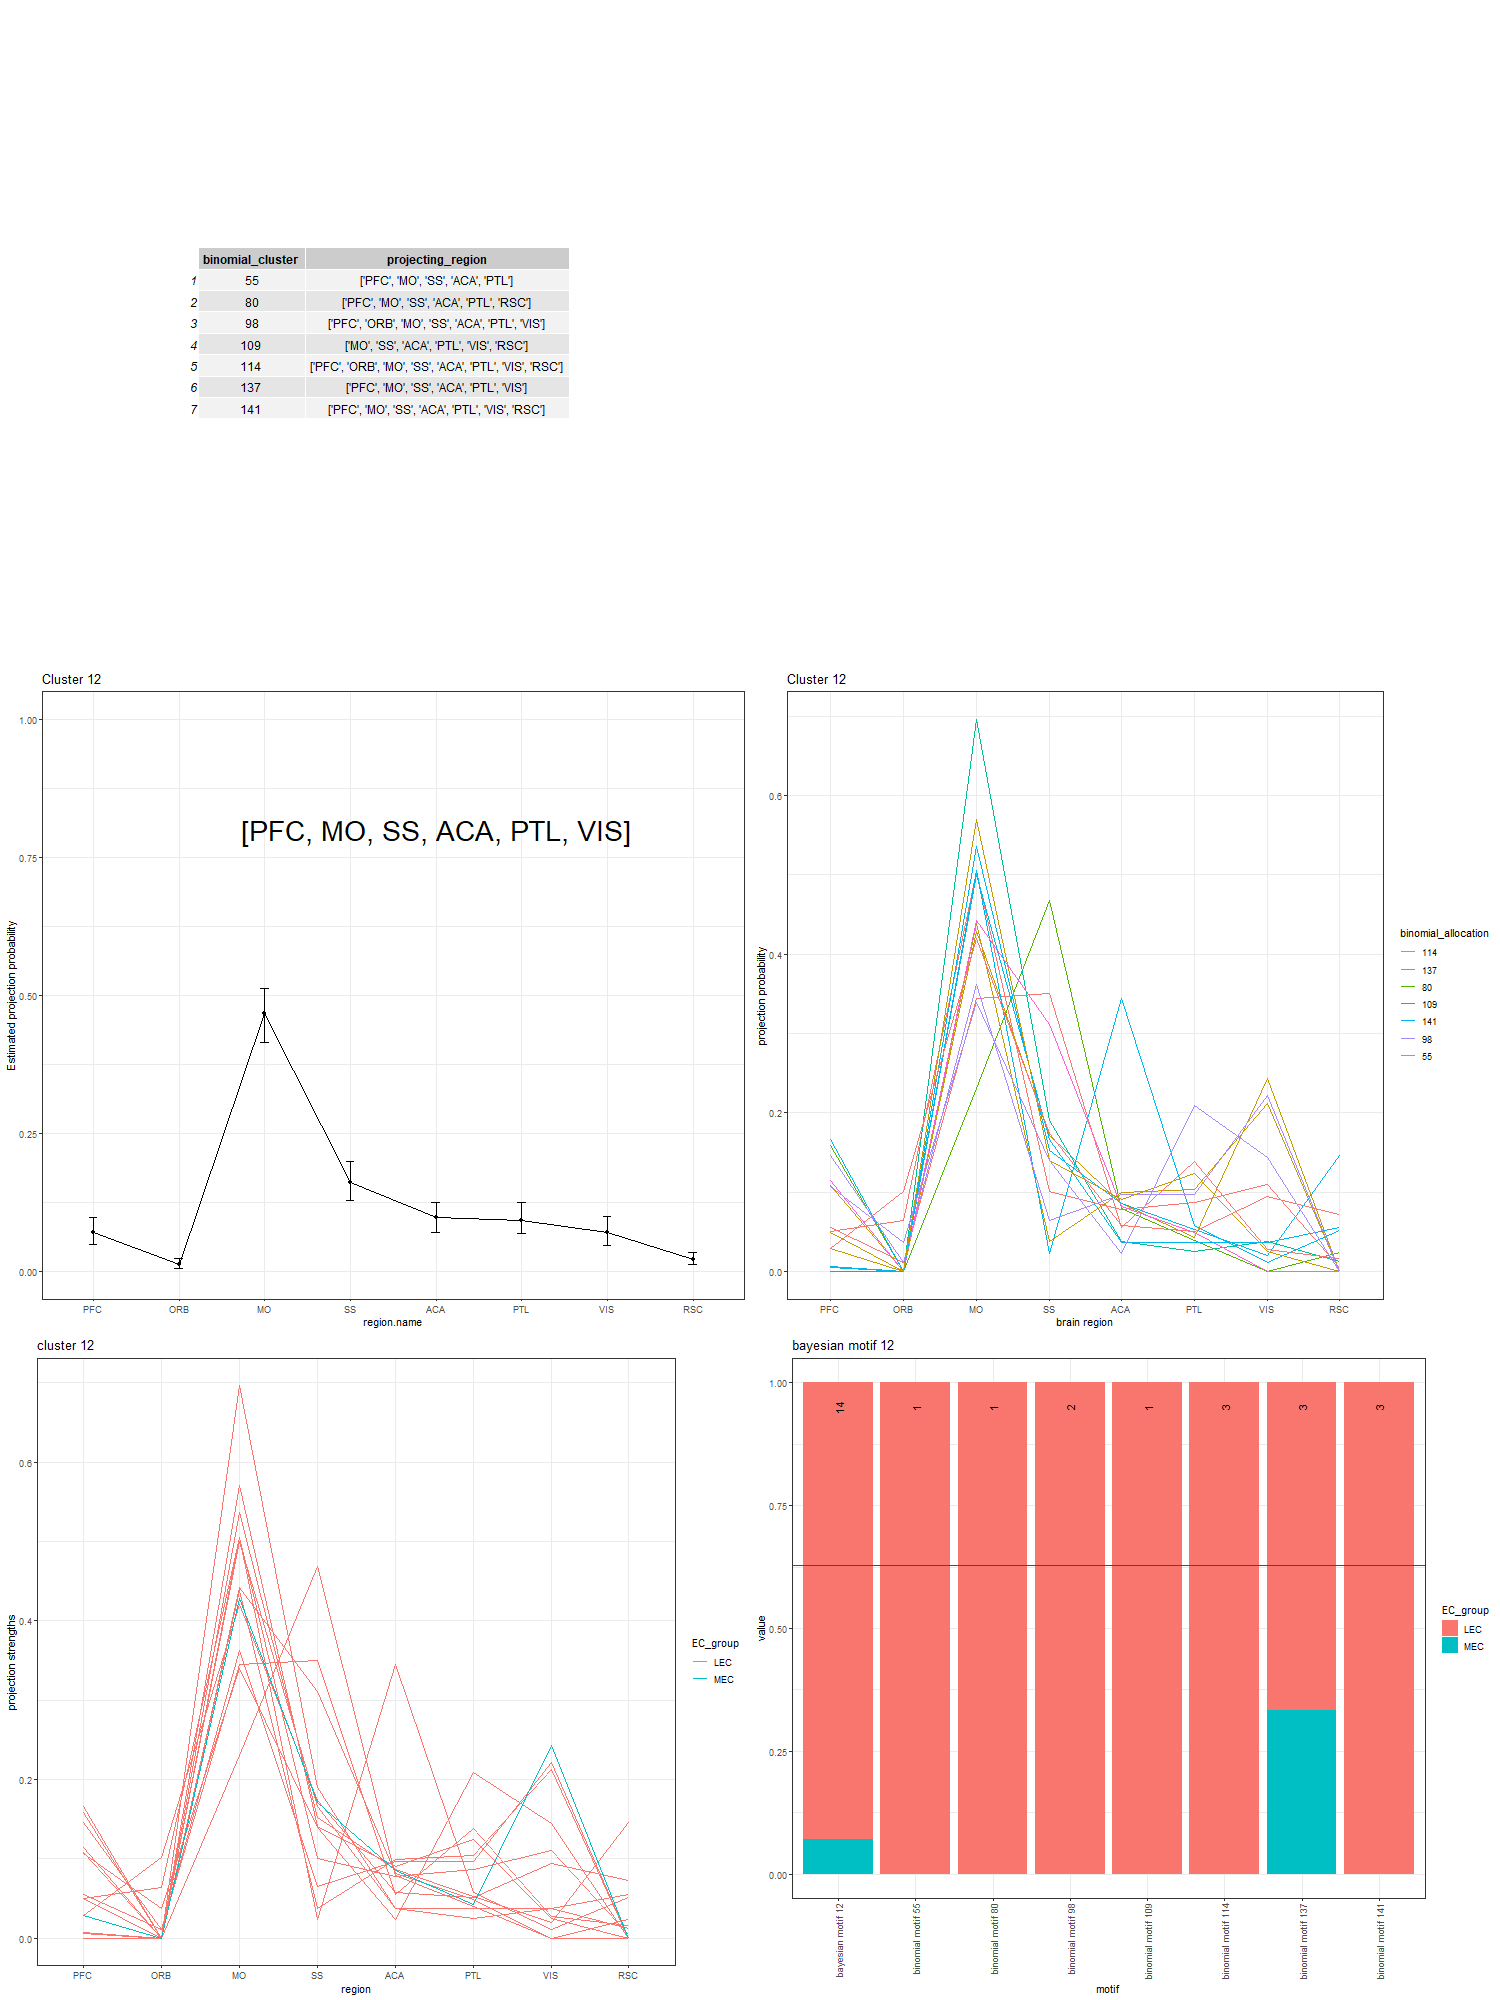 binomial_cluster projecting_region
1 55 ['PFC', 'MO', 'SS', 'ACA', 'PTL']
2 80 ['PFC', 'MO', 'SS', 'ACA', 'PTL', 'RSC']
3 98 ['PFC', 'ORB', 'MO', 'SS', 'ACA', 'PTL', 'VIS']
4 109 ['MO', 'SS', 'ACA', 'PTL', 'VIS', 'RSC']
5 114 ['PFC', 'ORB', 'MO', 'SS', 'ACA', 'PTL', 'VIS', 'RSC']
6 137 ['PFC', 'MO', 'SS', 'ACA', 'PTL', 'VIS']
7 141 ['PFC', 'MO', 'SS', 'ACA', 'PTL', 'VIS', 'RSC']
Cluster 12
Estimated projection probability
1.00
0.75
0.50
0.25
0.00
[PFC, MO, SS, ACA, PTL, VIS]
PFC ORB MO SS ACA PTL VIS RSC
region.name
Cluster 12
projection probability
0.6
0.4
0.2
0.0
PFC ORB MO SS ACA PTL VIS RSC
brain region
binomial_allocation
114
137
80
109
141
98
55
cluster 12
projection strengths
0.6
0.4
0.2
0.0
PFC ORB MO SS ACA PTL VIS RSC
region
EC_group
LEC
MEC
bayesian motif 12
value
1.00
0.75
0.50
0.25
0.00
14 1 1 2 1 3 3 3
bayesian motif 12
binomial motif 55
binomial motif 80
binomial motif 98
binomial motif 109
binomial motif 114
binomial motif 137
binomial motif 141
motif
EC_group
LEC
MEC